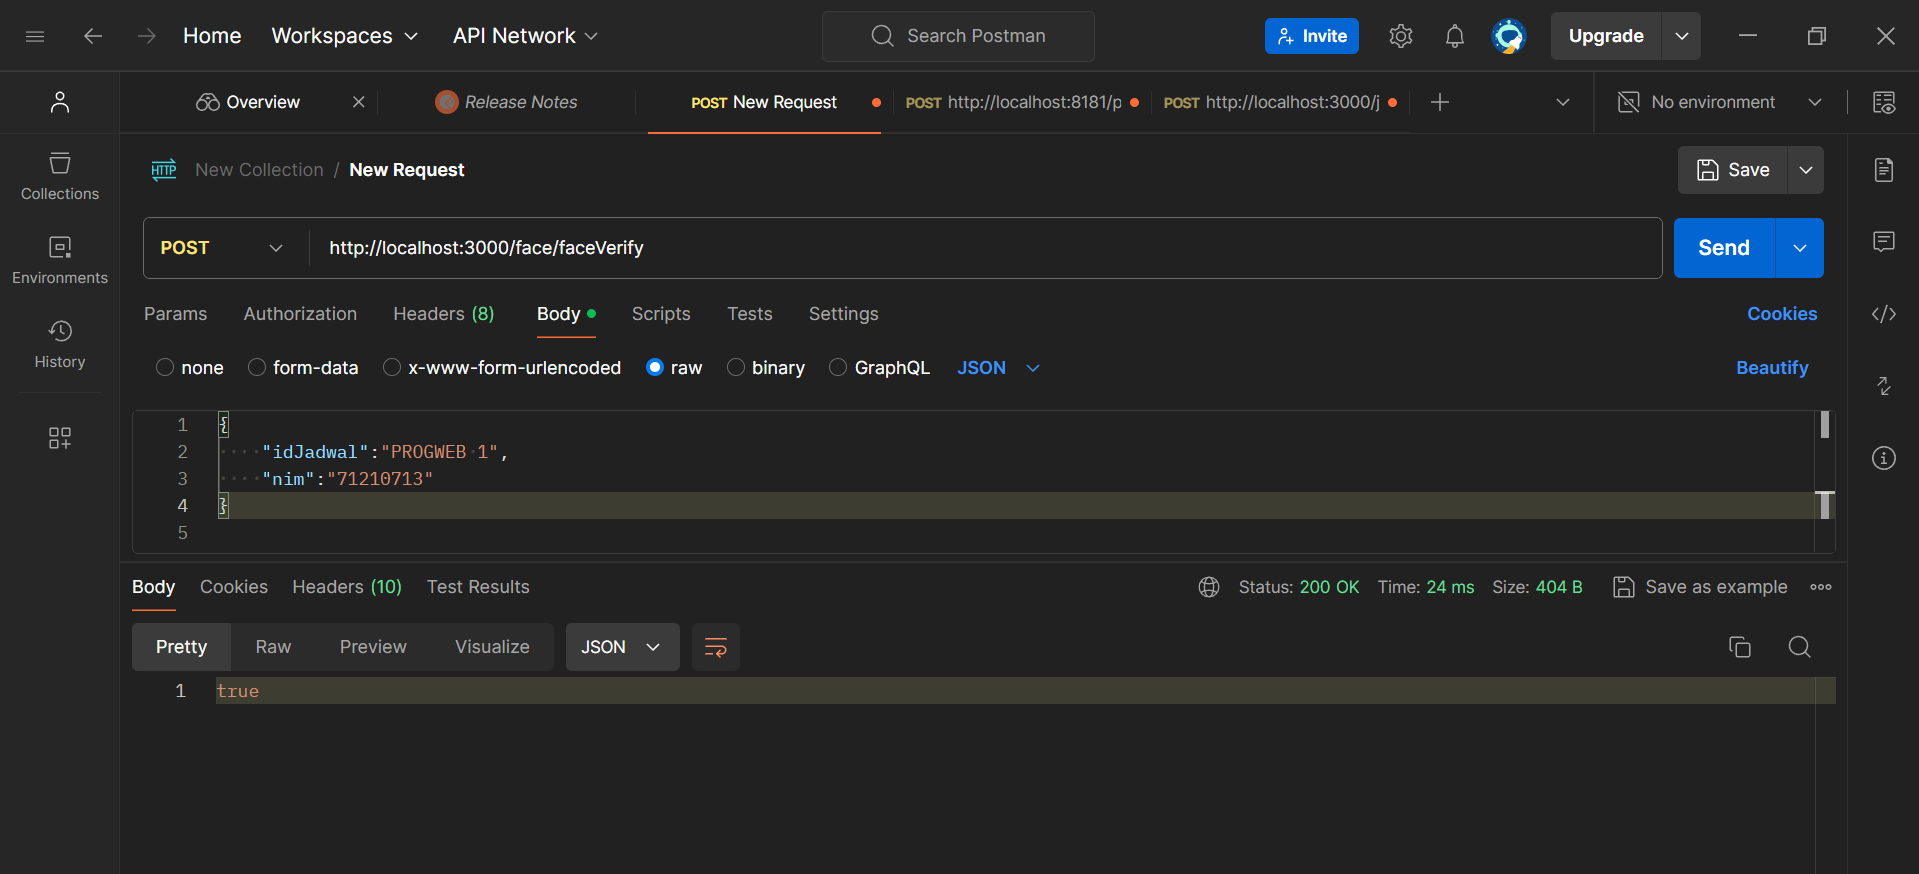 Home Workspaces API Network Search Postman Invite Upgrade
Overview Release Notes POST New Request POST http://localhost:8181/p POST http://localhost:3000/j No environment
HTTP New Collection / New Request Save
Collections
POST http://localhost:3000/face/faceVerify Send
Environments
Params Authorization Headers (8) Body Scripts Tests Settings Cookies
History
none form-data x-www-form-urlencoded raw binary GraphQL JSON Beautify
1 {
2 "idJadwal":"PROGWEB 1",
3 "nim":"71210713"
4 }
5
Body Cookies Headers (10) Test Results Status: 200 OK Time: 24 ms Size: 404 B Save as example
Pretty Raw Preview Visualize JSON
1 true